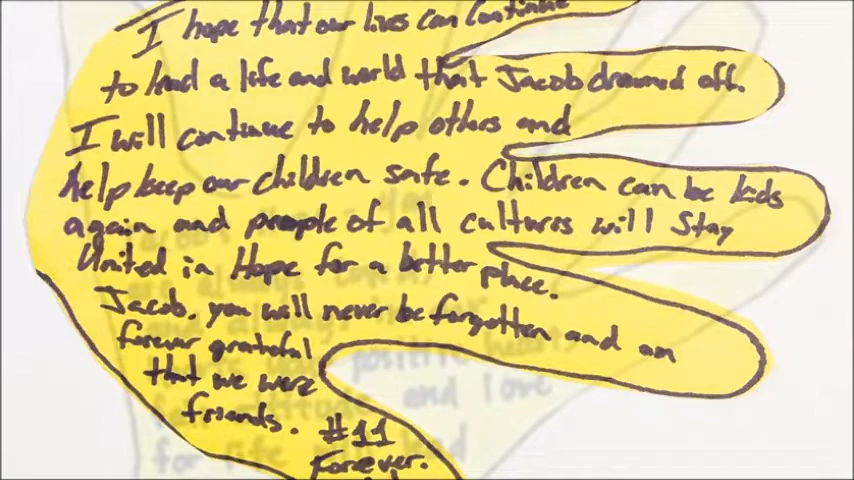 I hope that our lives can continue
to lead a life and world that Jacob dreamed off.
I will continue to help others and
help keep our children safe. Children can be kids
again and people of all cultures will Stay
United in Hope for a better place.
Jacob, you will never be forgotten and am
forever grateful
that we were
friends.
#11
Forever.